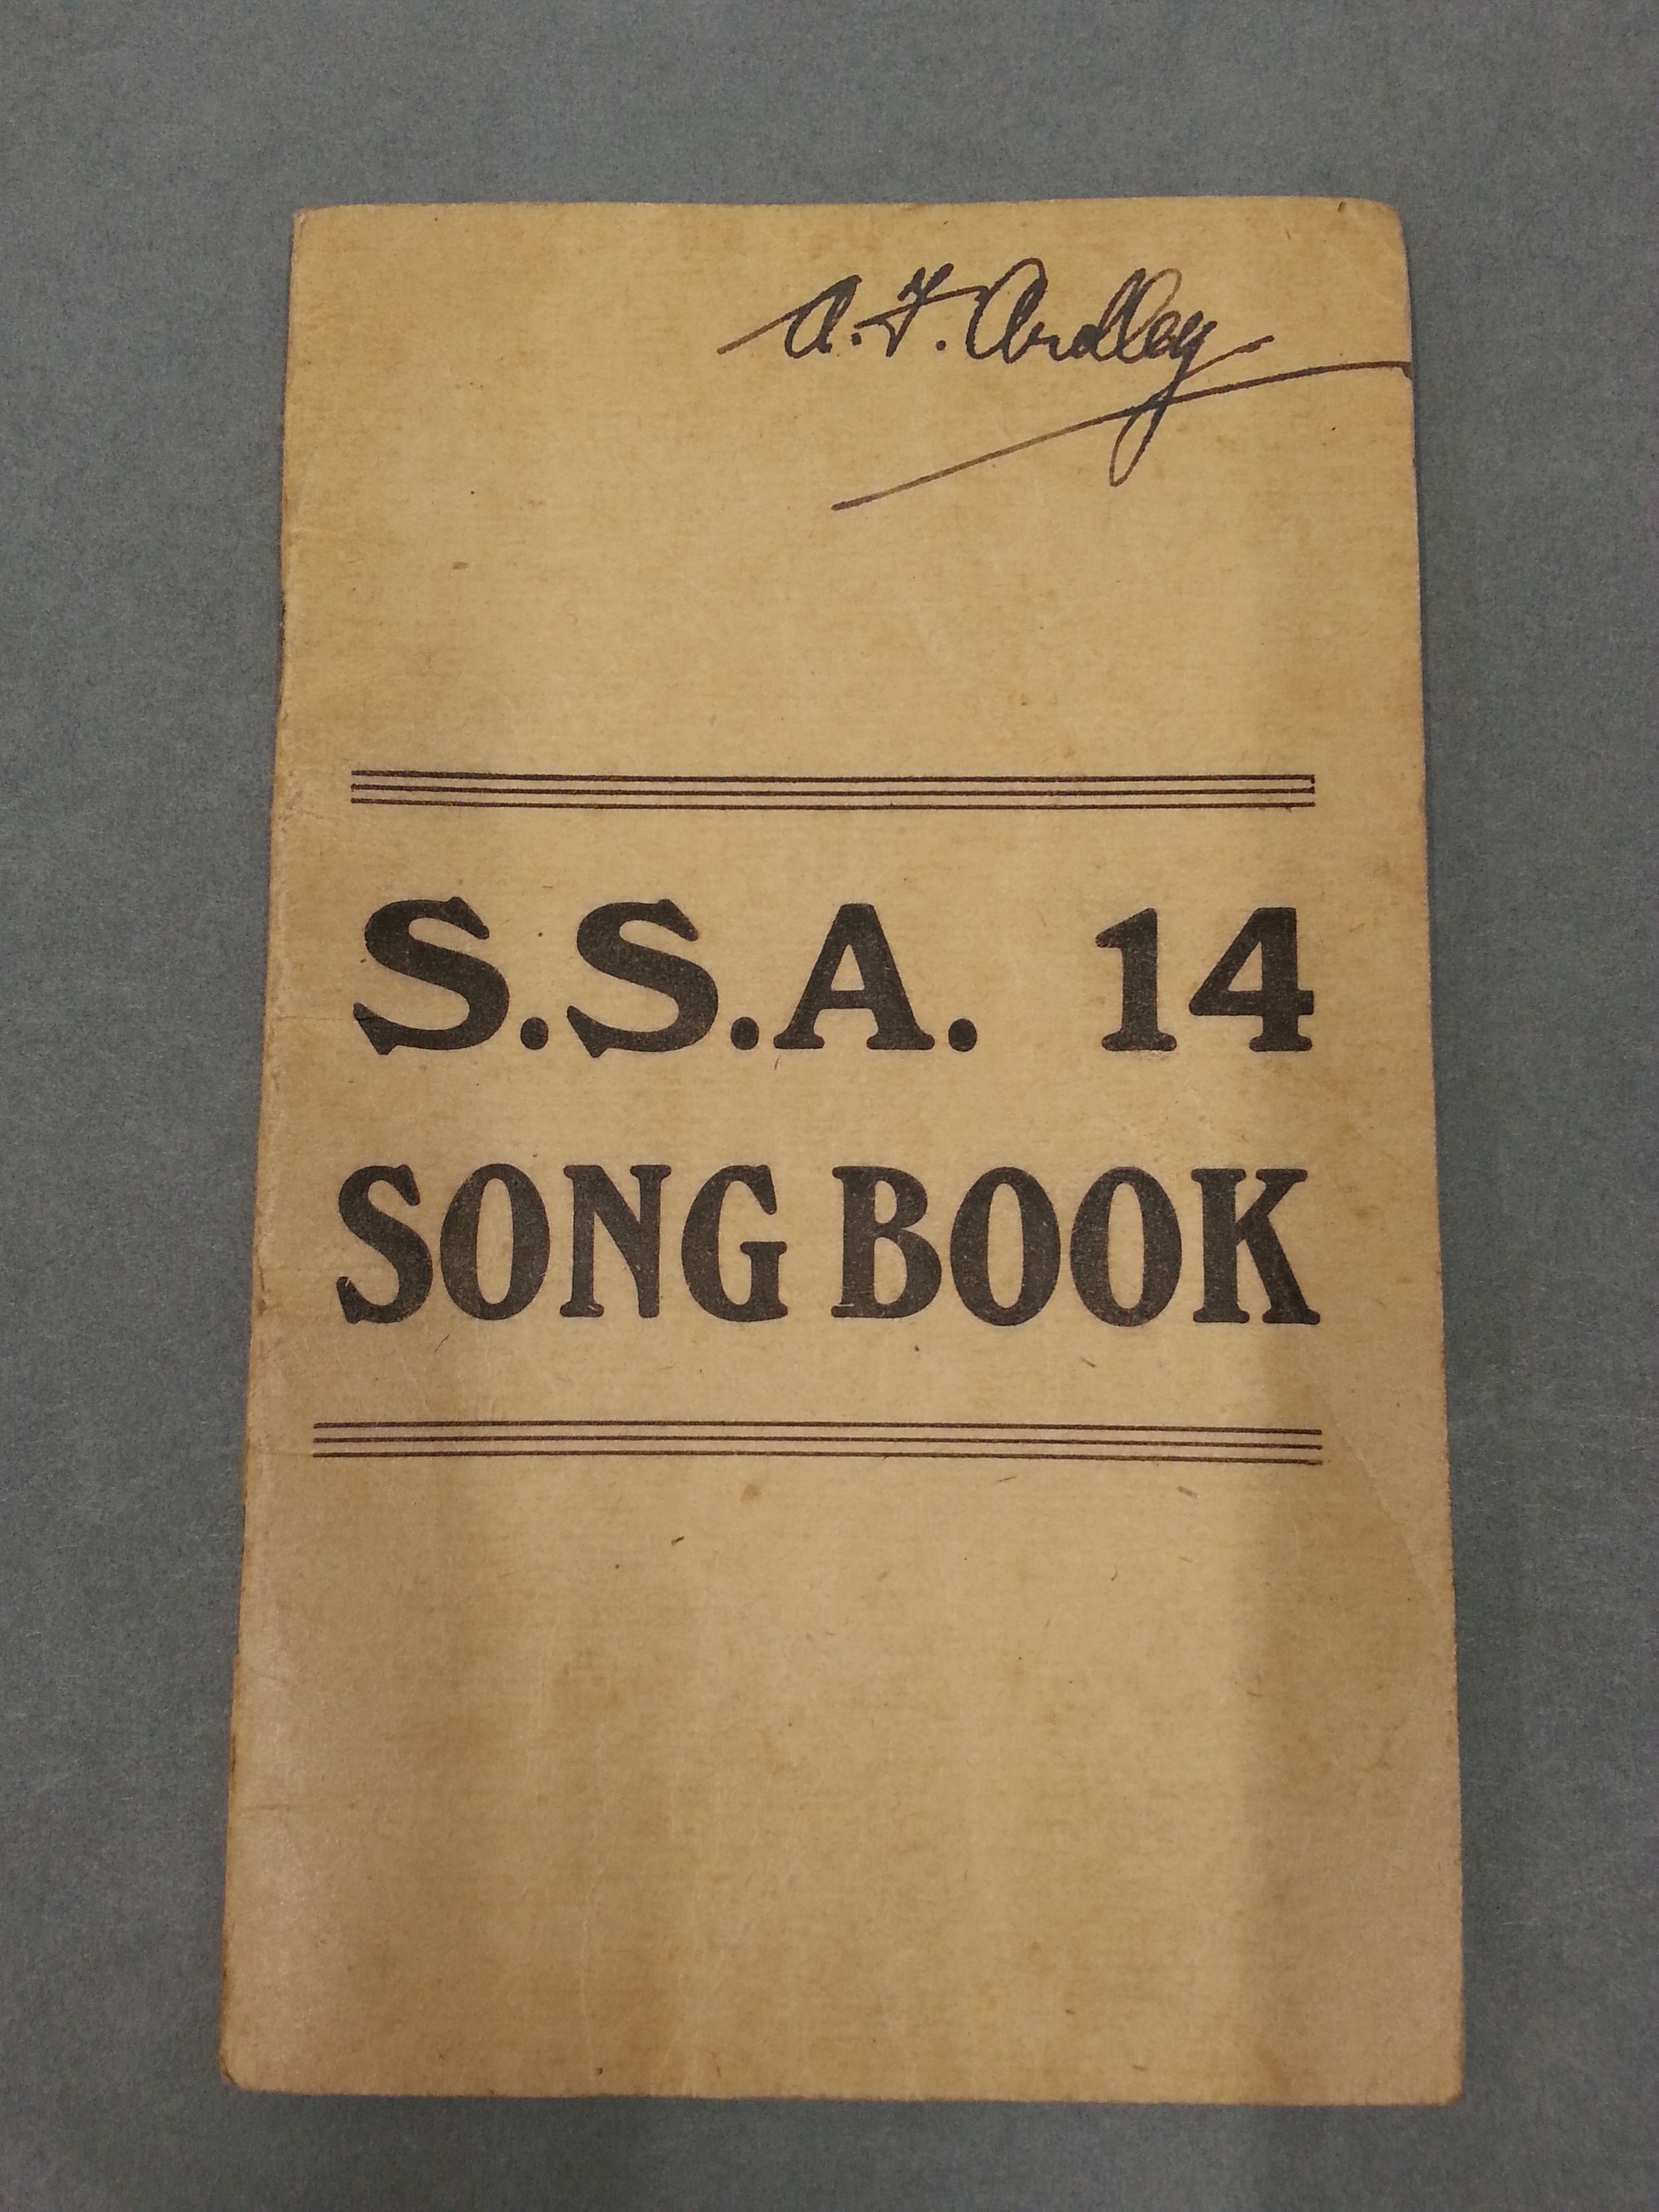 A. F. Ardley
S.S.A. 14
SONG BOOK